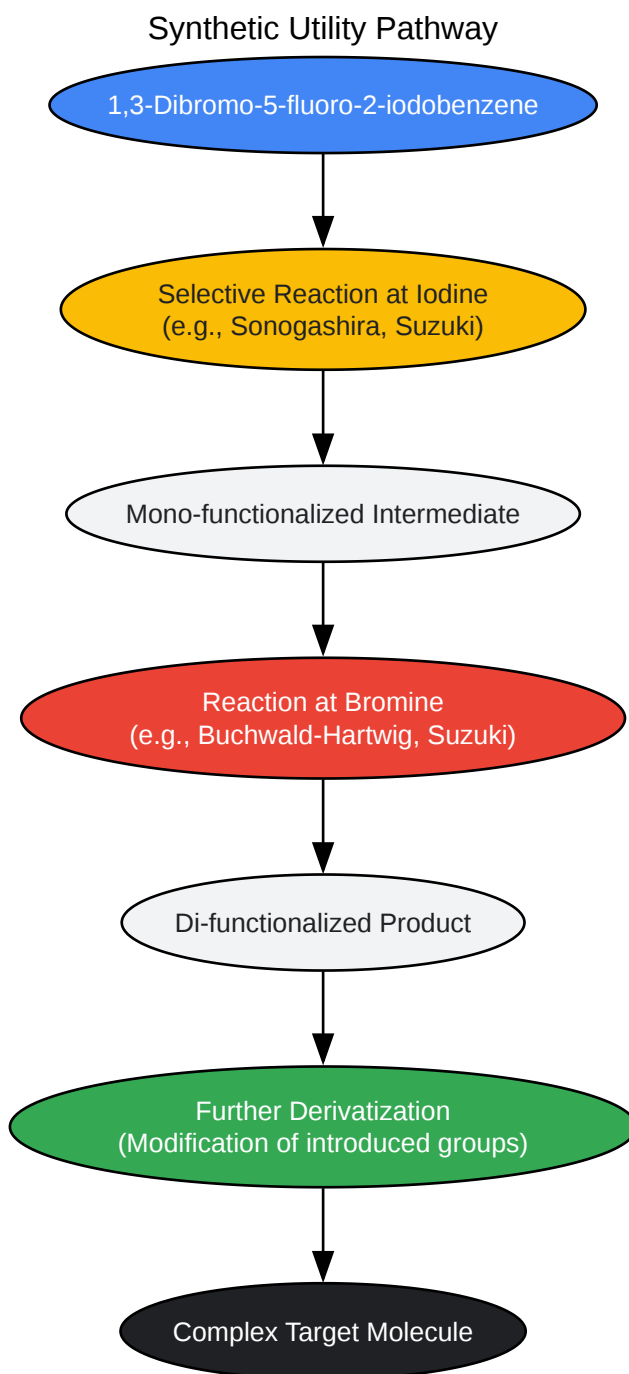 Synthetic Utility Pathway
1,3-Dibromo-5-fluoro-2-iodobenzene
Selective Reaction at Iodine
(e.g., Sonogashira, Suzuki)
Mono-functionalized Intermediate
Reaction at Bromine
(e.g., Buchwald-Hartwig, Suzuki)
Di-functionalized Product
Further Derivatization
(Modification of introduced groups)
Complex Target Molecule